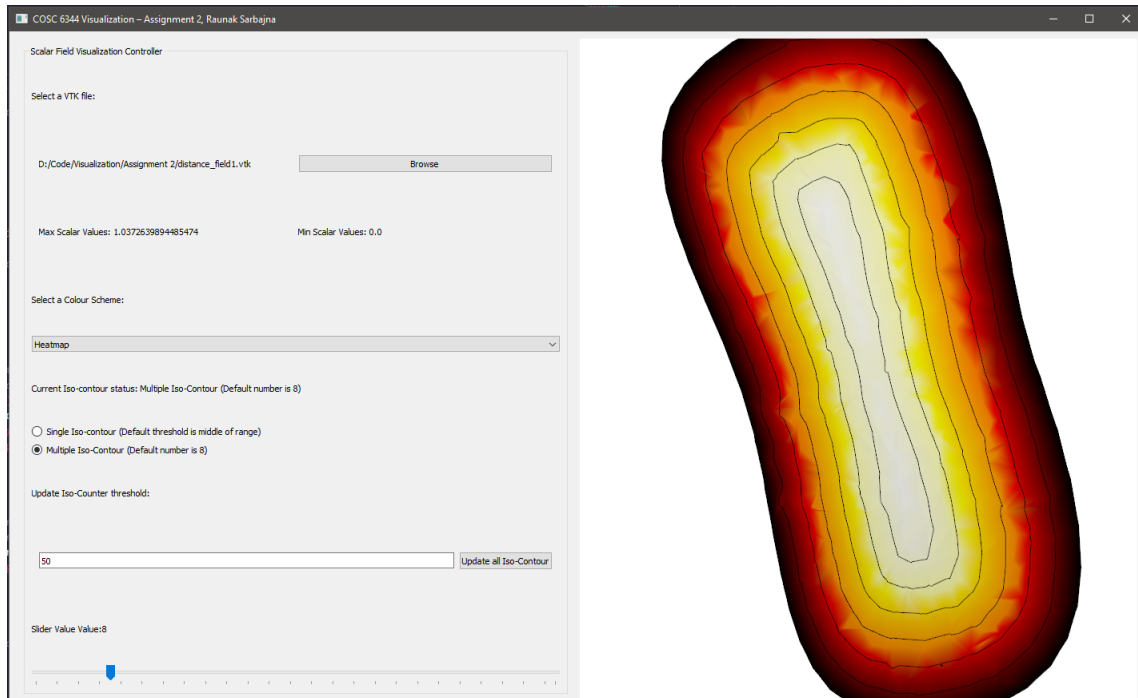 COSC 6344 Visualization – Assignment 2, Raunak Sarbajna
Scalar Field Visualization Controller
Select a VTK file:
D:/Code/Visualization/Assignment 2/distance_field1.vtk
Browse
Max Scalar Values: 1.0372639894485474
Min Scalar Values: 0.0
Select a Colour Scheme:
Heatmap
Current Iso-contour status: Multiple Iso-Contour (Default number is 8)
Single Iso-contour (Default threshold is middle of range)
Multiple Iso-Contour (Default number is 8)
Update Iso-Counter threshold:
50
Update all Iso-Contour
Slider Value Value:8